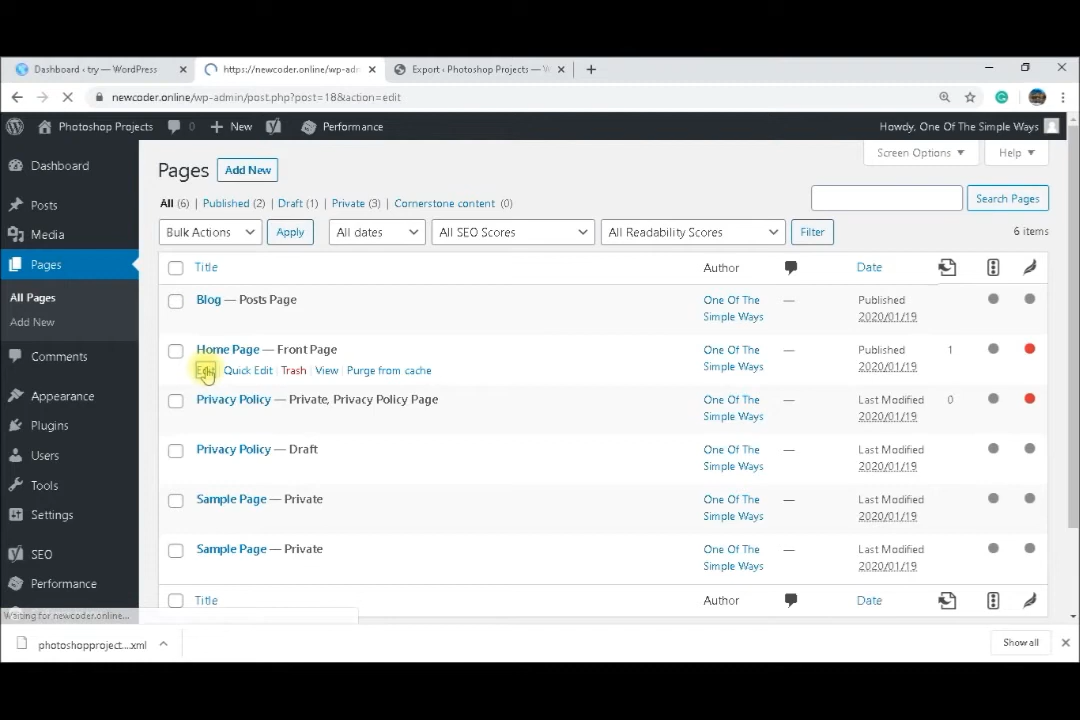 Dashboard ‹ try — WordPress
https://newcoder.online/wp-adm
Export ‹ Photoshop Projects —
newcoder.online/wp-admin/post.php?post=18&action=edit
Photoshop Projects 0 New Performance
Howdy, One Of The Simple Ways
Screen Options Help
Dashboard
Posts
Media
Pages
All Pages
Add New
Comments
Appearance
Plugins
Users
Tools
Settings
SEO
Performance
Pages Add New
All (6) | Published (2) | Draft (1) | Private (3) | Cornerstone content (0)
Search Pages
Bulk Actions Apply All dates All SEO Scores All Readability Scores Filter
6 items
Title Author Date
Blog — Posts Page
One Of The
Simple Ways
—
Published
2020/01/19
Home Page — Front Page
Edit | Quick Edit | Trash | View | Purge from cache
One Of The
Simple Ways
—
Published
2020/01/19
1
Privacy Policy — Private, Privacy Policy Page
One Of The
Simple Ways
—
Last Modified
2020/01/19
0
Privacy Policy — Draft
One Of The
Simple Ways
—
Last Modified
2020/01/19
Sample Page — Private
One Of The
Simple Ways
—
Last Modified
2020/01/19
Sample Page — Private
One Of The
Simple Ways
—
Last Modified
2020/01/19
Title Author Date
Waiting for newcoder.online...
photoshopproject....xml
Show all